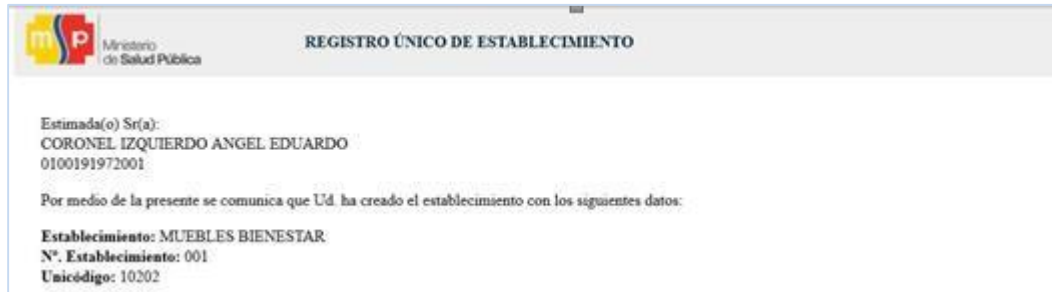 msp
Ministerio
de Salud Pública
REGISTRO ÚNICO DE ESTABLECIMIENTO
Estimada(o) Sr(a):
CORONEL IZQUIERDO ANGEL EDUARDO
0100191972001
Por medio de la presente se comunica que Ud. ha creado el establecimiento con los siguientes datos:
Establecimiento: MUEBLES BIENESTAR
Nº. Establecimiento: 001
Unicódigo: 10202